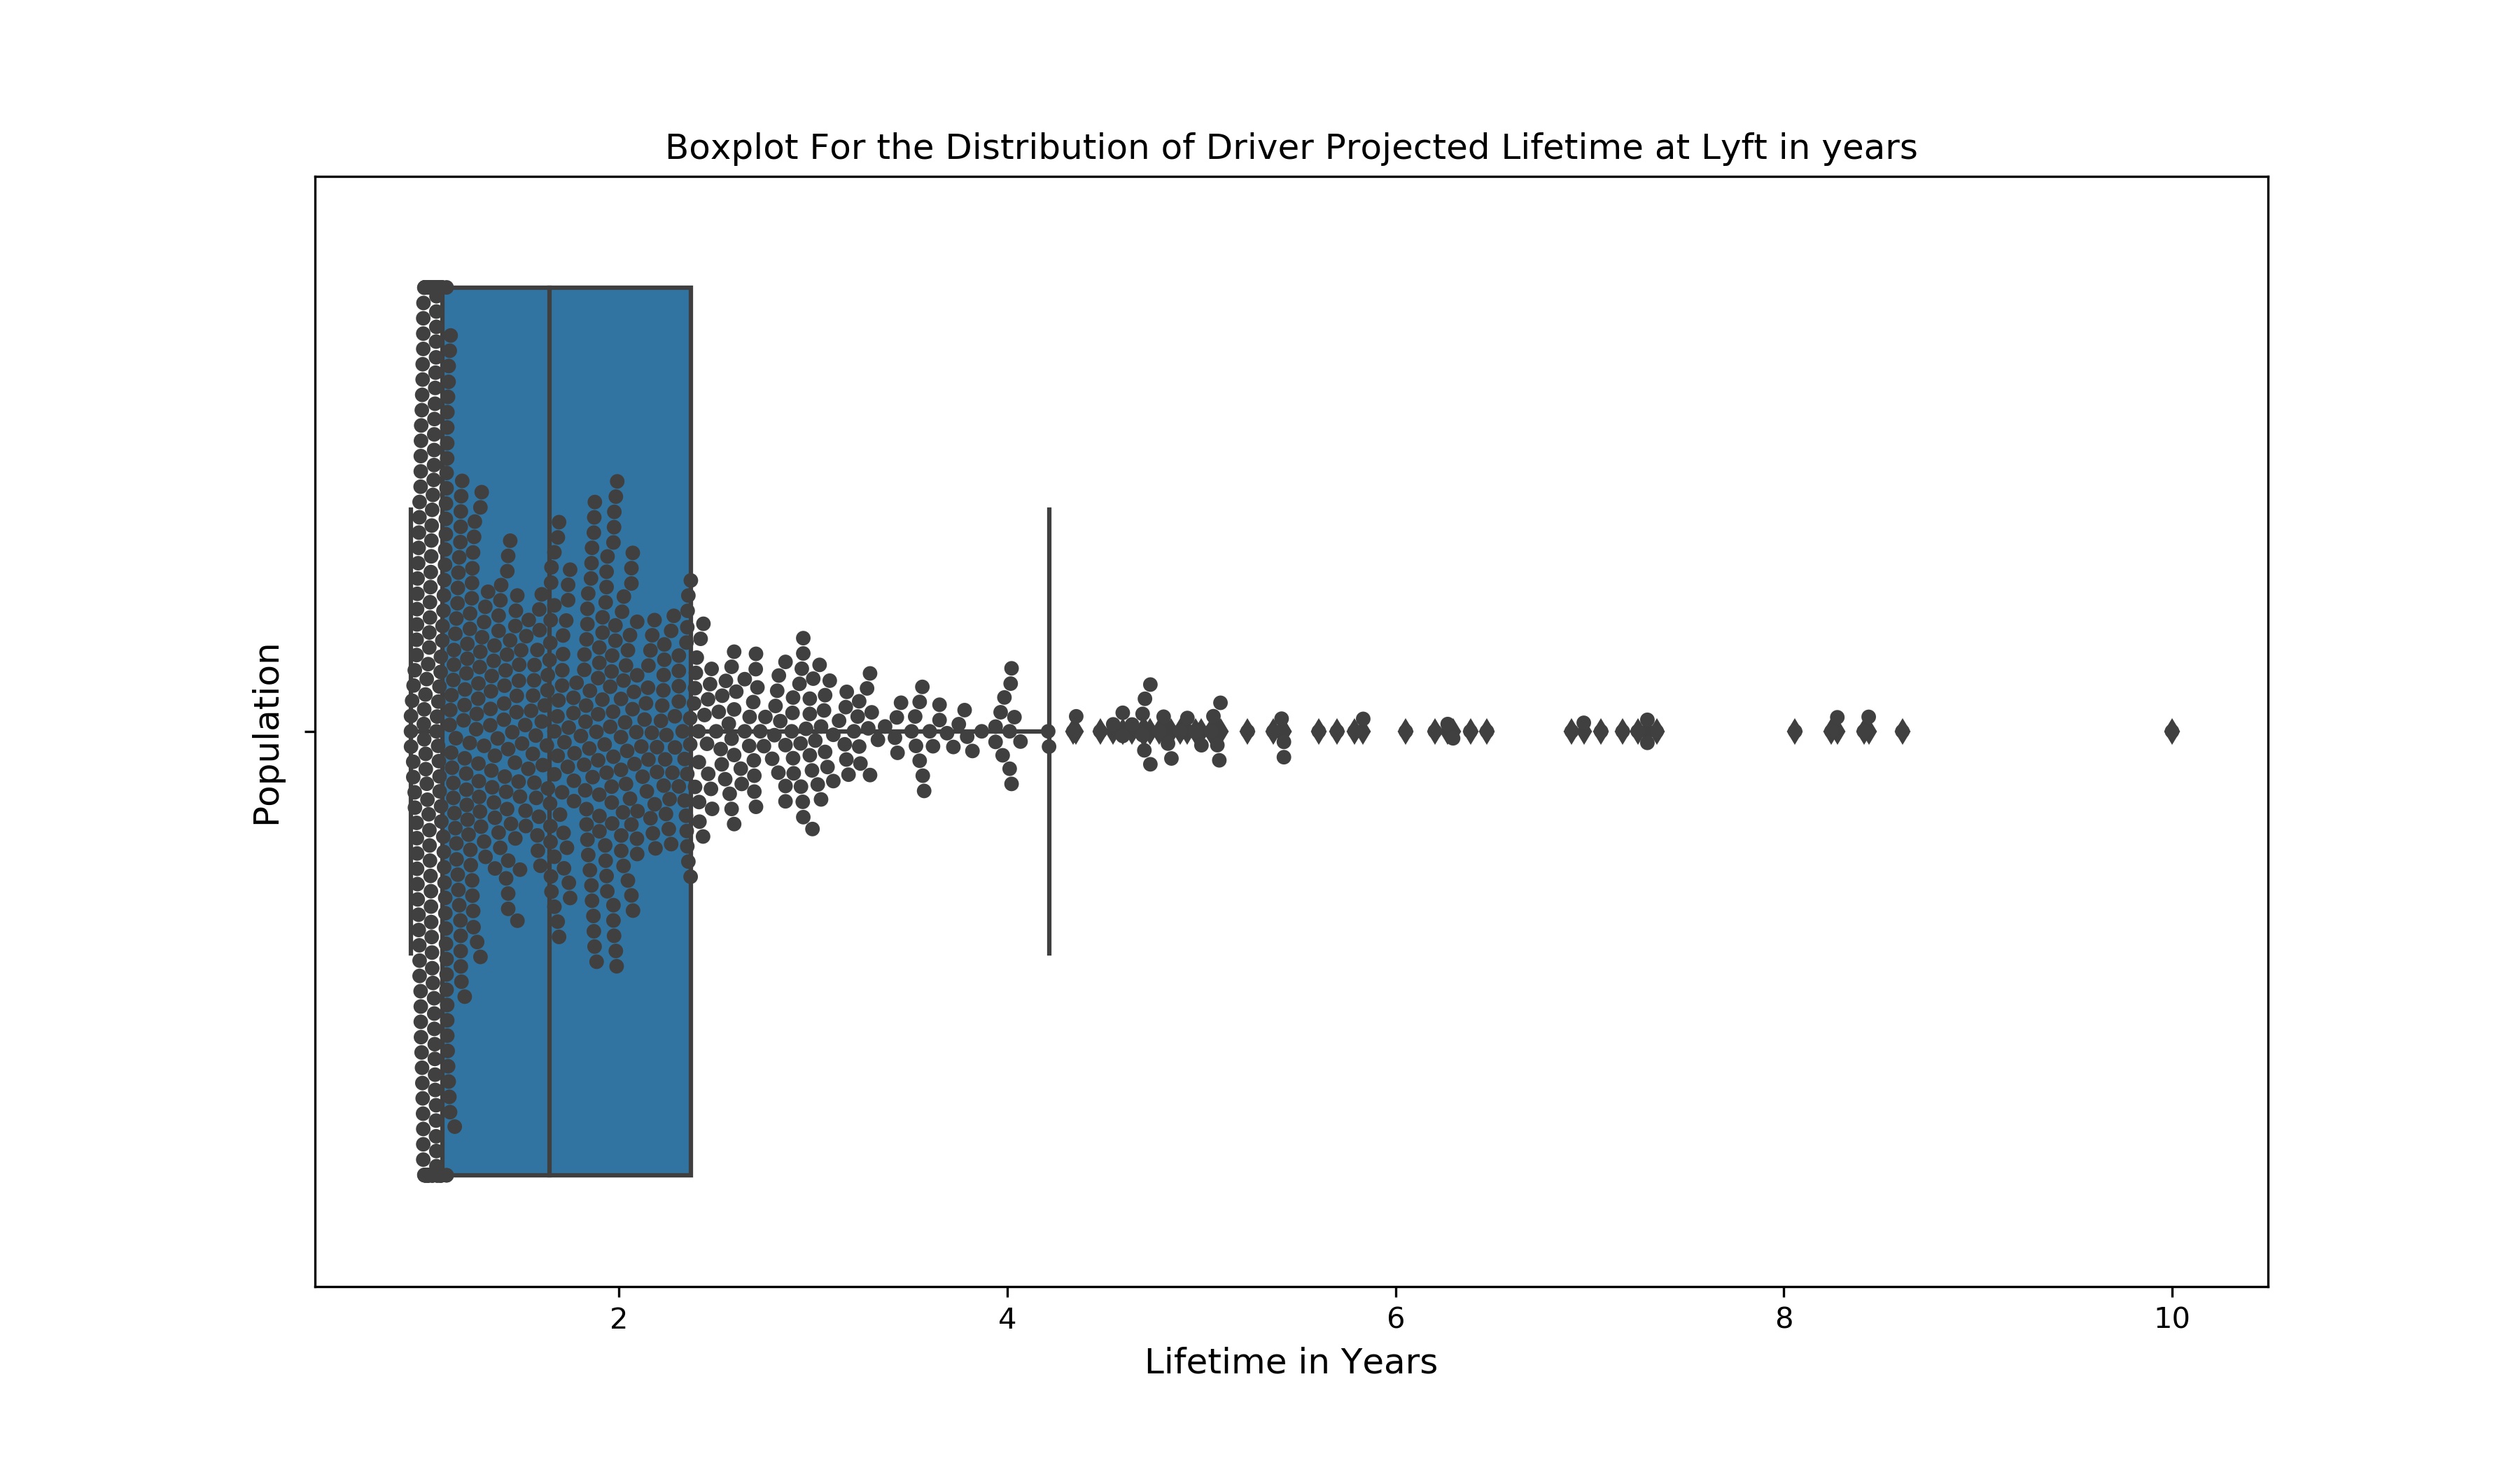 Boxplot For the Distribution of Driver Projected Lifetime at Lyft in years
Population
2 4 6 8 10
Lifetime in Years